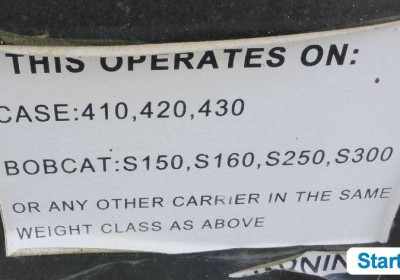 THIS OPERATES ON:
CASE:410,420,430
BOBCAT:S150,S160,S250,S300
OR ANY OTHER CARRIER IN THE SAME
WEIGHT CLASS AS ABOVE
Start